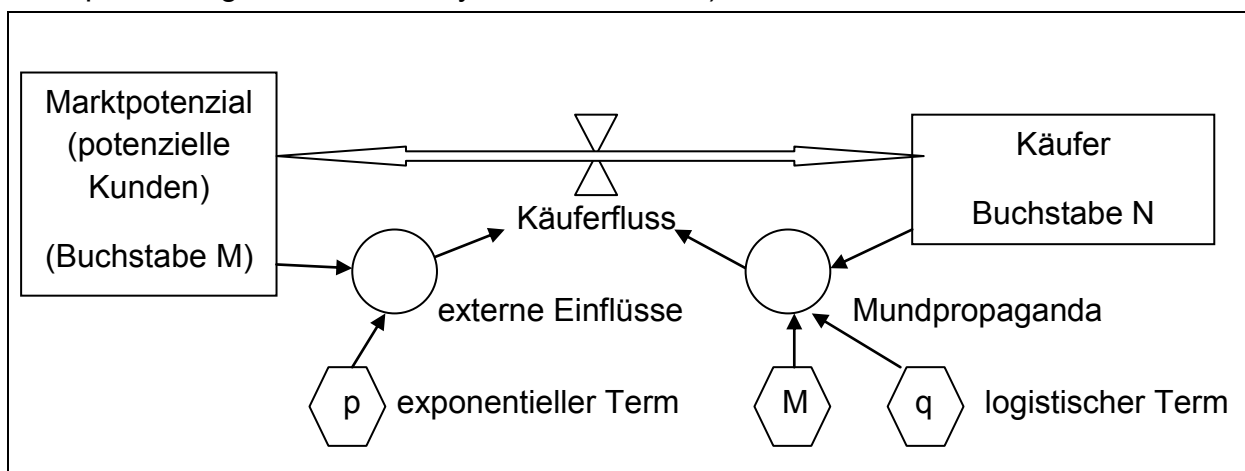 Marktpotenzial
(potenzielle
Kunden)
(Buchstabe M)
Käufer
Buchstabe N
Käuferfluss
externe Einflüsse
Mundpropaganda
p
exponentieller Term
M
q
logistischer Term